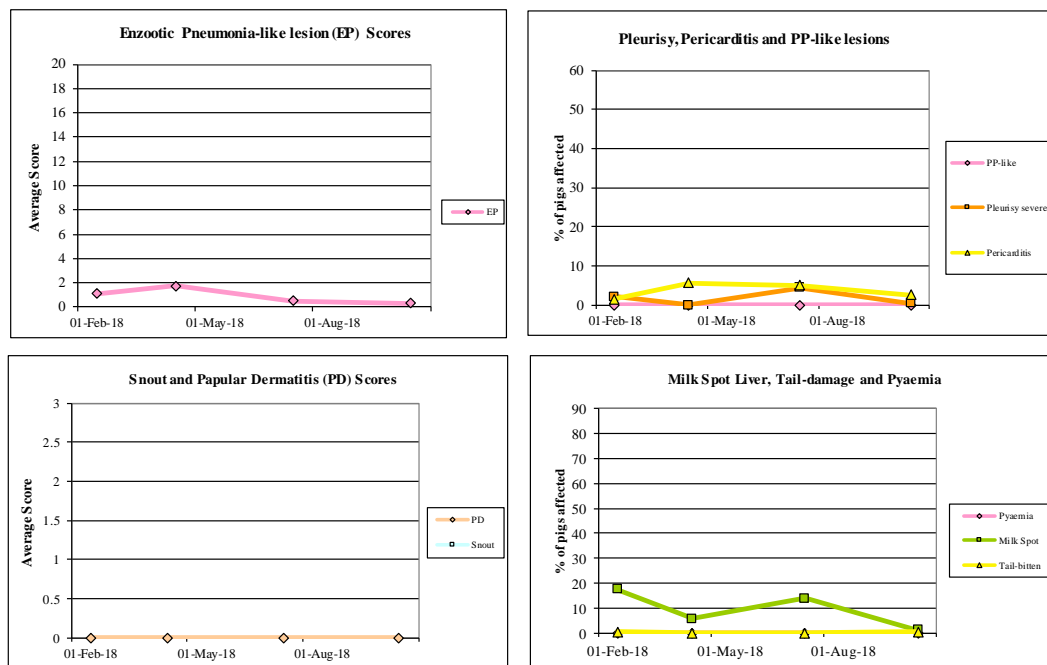 Enzootic Pneumonia-like lesion (EP) Scores
20
18
16
14
12
10
8
6
4
2
0
Average Score
01-Feb-18
01-May-18
01-Aug-18
EP
Pleurisy, Pericarditis and PP-like lesions
60
50
40
30
20
10
0
% of pigs affected
01-Feb-18
01-May-18
01-Aug-18
PP-like
Pleurisy severe
Pericarditis
Snout and Papular Dermatitis (PD) Scores
3
2.5
2
1.5
1
0.5
0
Average Score
01-Feb-18
01-May-18
01-Aug-18
PD
Snout
Milk Spot Liver, Tail-damage and Pyaemia
90
80
70
60
50
40
30
20
10
0
% of pigs affected
01-Feb-18
01-May-18
01-Aug-18
Pyaemia
Milk Spot
Tail-bitten